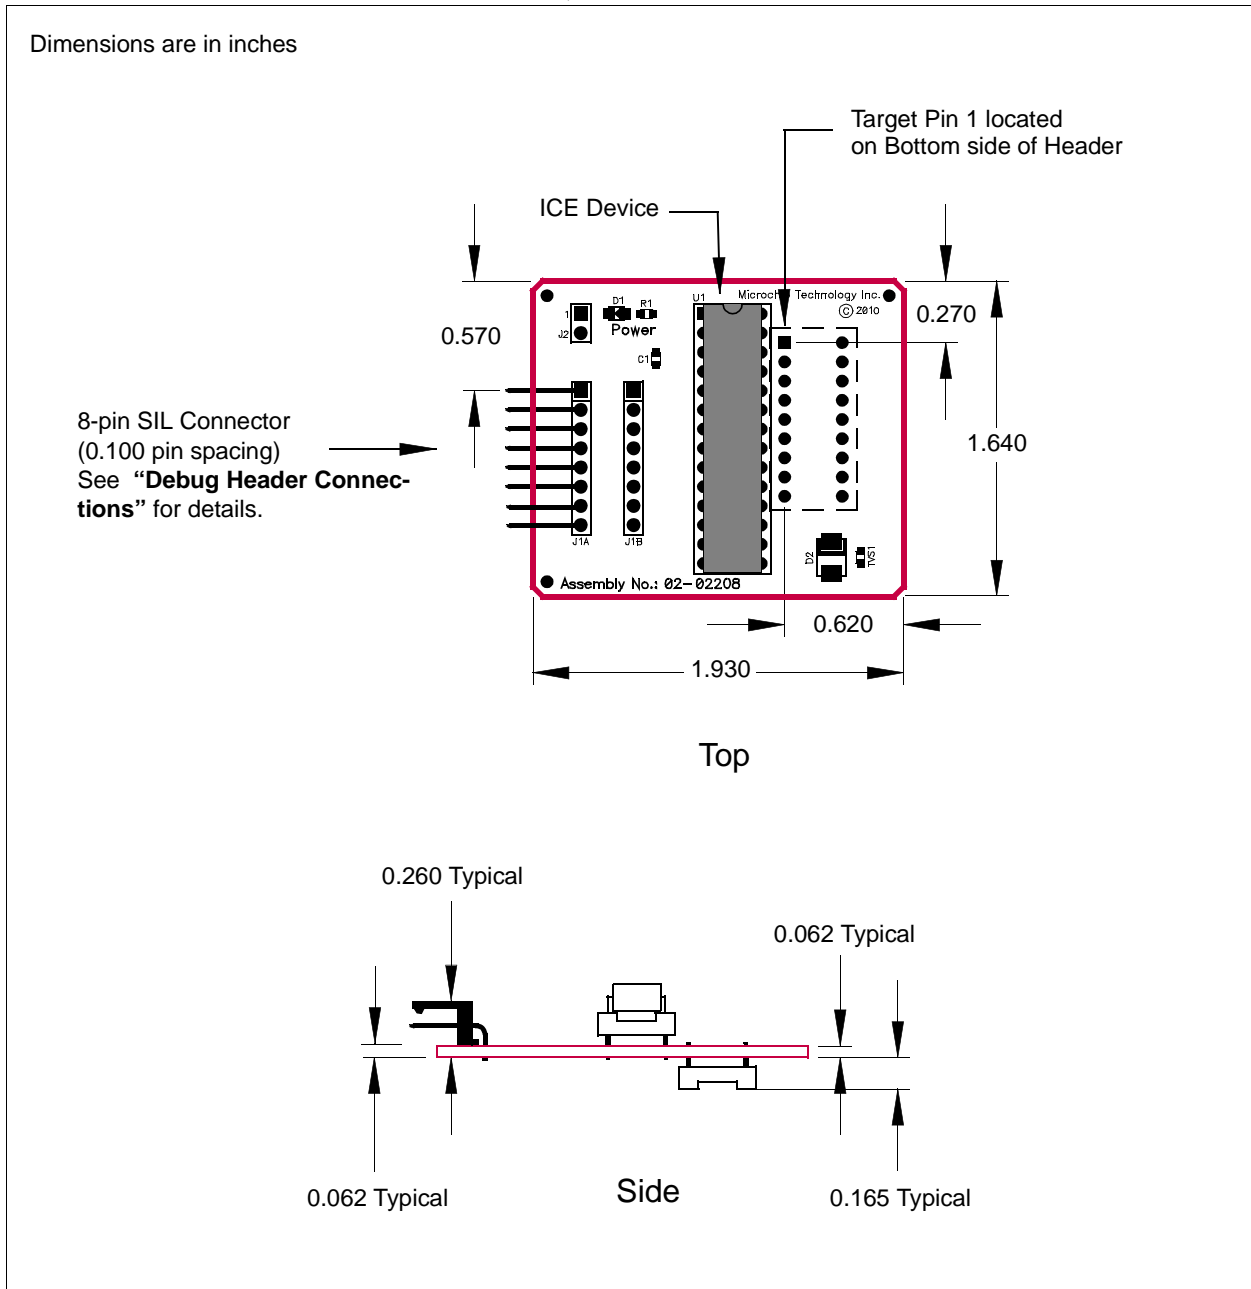 Dimensions are in inches
Target Pin 1 located
on Bottom side of Header
ICE Device
U1
Microch Technology Inc.
© 2010
D1
R1
1
J2
Power
C1
0.570
0.270
8-pin SIL Connector
(0.100 pin spacing)
See “Debug Header Connec-
tions” for details.
1.640
J1A
J1B
D2
TVS1
Assembly No.: 02-02208
0.620
1.930
Top
0.260 Typical
0.062 Typical
0.062 Typical
Side
0.165 Typical